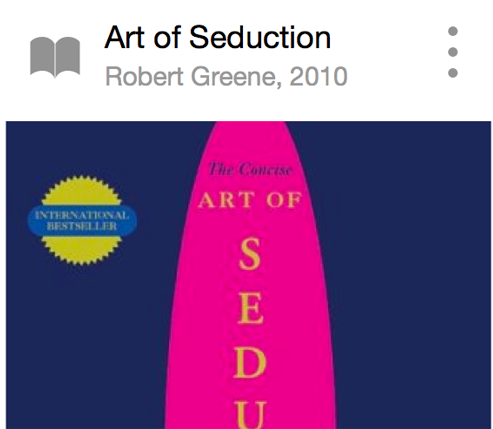 Art of Seduction
Robert Greene, 2010
The Concise
ART OF
INTERNATIONAL
BESTSELLER
S
E
D
U